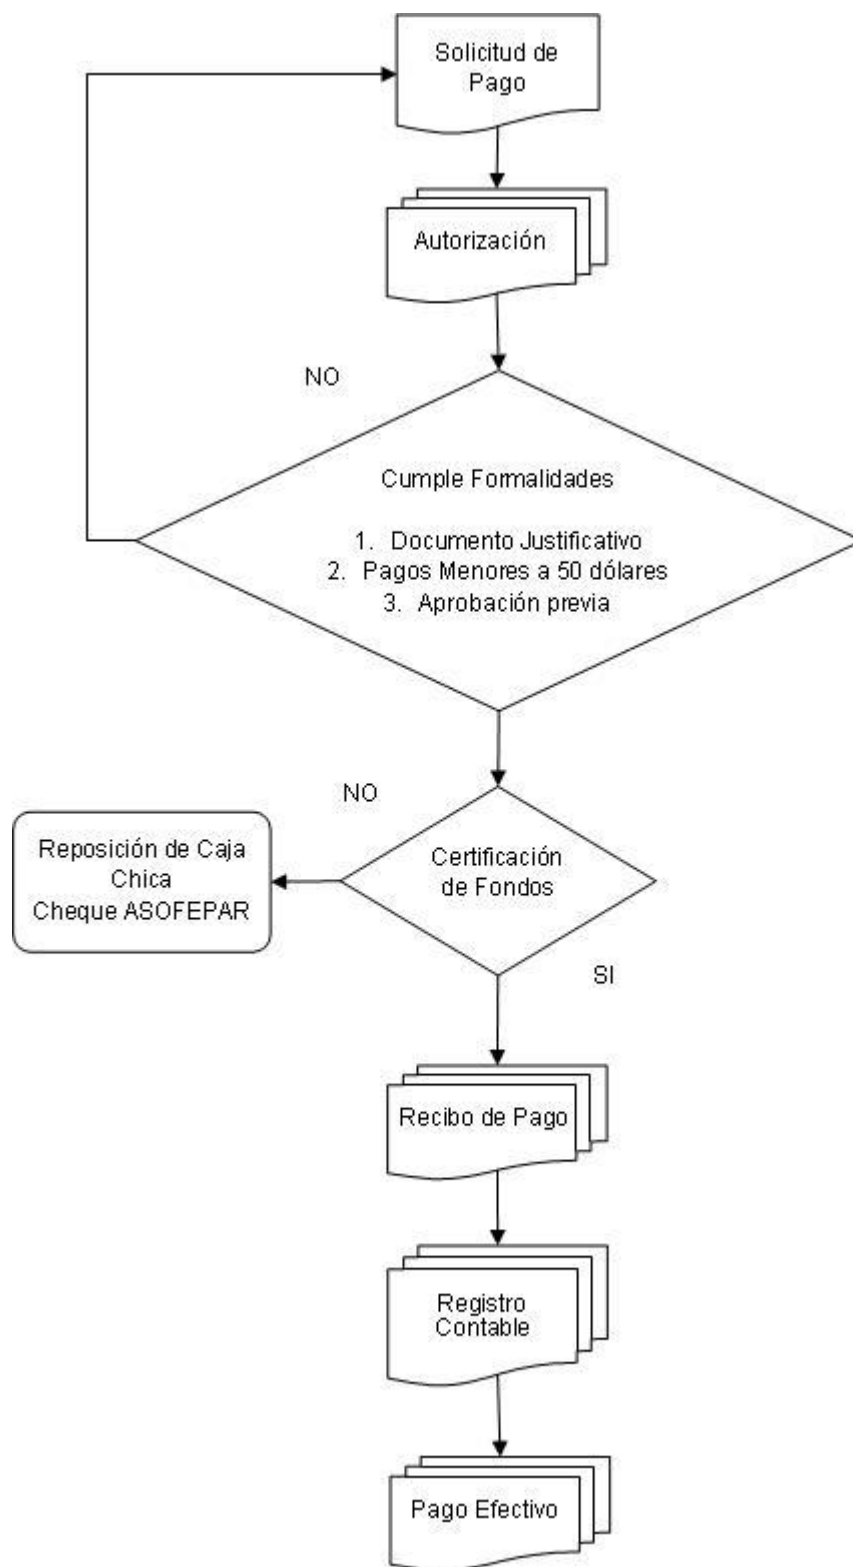 Solicitud de
Pago
Autorización
NO
Cumple Formalidades
1. Documento Justificativo
2. Pagos Menores a 50 dólares
3. Aprobación previa
NO
Certificación
de Fondos
Reposición de Caja
Chica
Cheque ASOFEPAR
SI
Recibo de Pago
Registro
Contable
Pago Efectivo